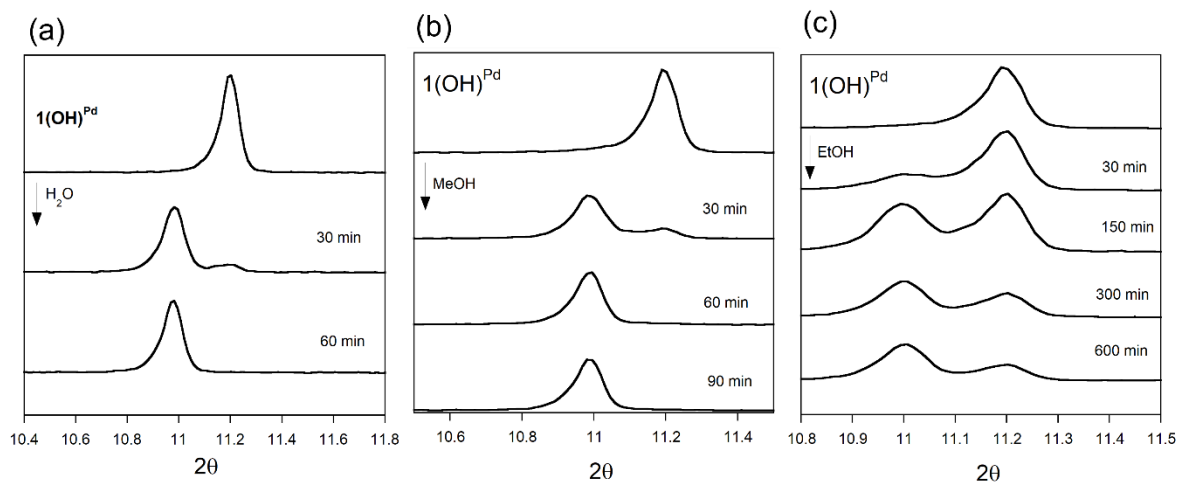 (a)
1(OH)^Pd
H₂O
30 min
60 min
10.4 10.6 10.8 11 11.2 11.4 11.6 11.8
2θ
(b)
1(OH)^Pd
MeOH
30 min
60 min
90 min
10.6 10.8 11 11.2 11.4
2θ
(c)
1(OH)^Pd
EtOH
30 min
150 min
300 min
600 min
10.8 10.9 11 11.1 11.2 11.3 11.4 11.5
2θ